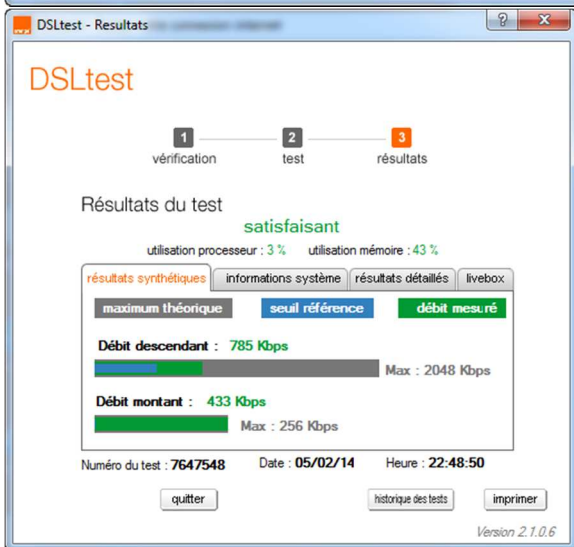 DSLtest - Resultats
?
x
DSLtest
1
2
3
vérification
test
résultats
Résultats du test
satisfaisant
utilisation processeur : 3 %
utilisation mémoire : 43 %
résultats synthétiques
informations système
résultats détaillés
livebox
maximum théorique
seuil référence
débit mesuré
Débit descendant : 785 Kbps
Max : 2048 Kbps
Débit montant : 433 Kbps
Max : 256 Kbps
Numéro du test : 7647548
Date : 05/02/14
Heure : 22:48:50
quitter
historique des tests
imprimer
Version 2.1.0.6